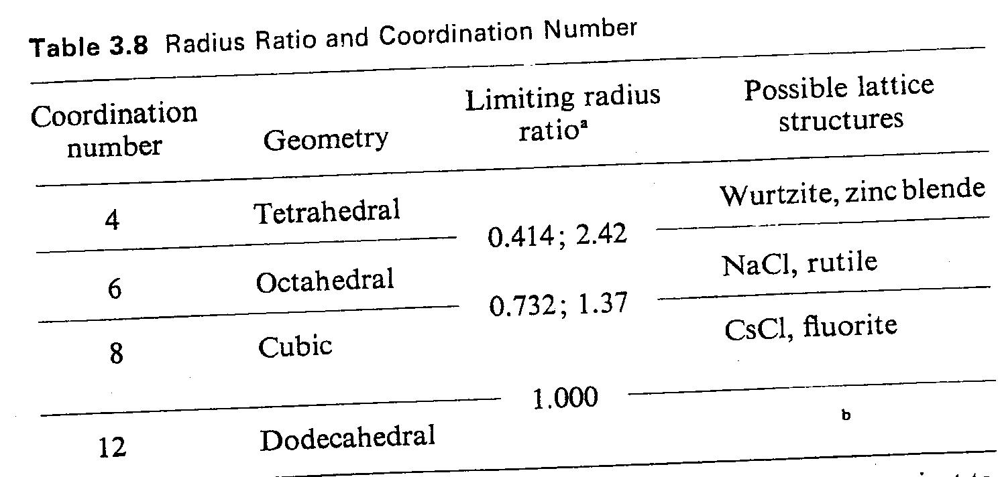 Table 3.8 Radius Ratio and Coordination Number
Coordination number Geometry Limiting radius ratioᵃ Possible lattice structures
4 Tetrahedral Wurtzite, zinc blende
0.414; 2.42
6 Octahedral NaCl, rutile
0.732; 1.37
8 Cubic CsCl, fluorite
1.000
12 Dodecahedral b